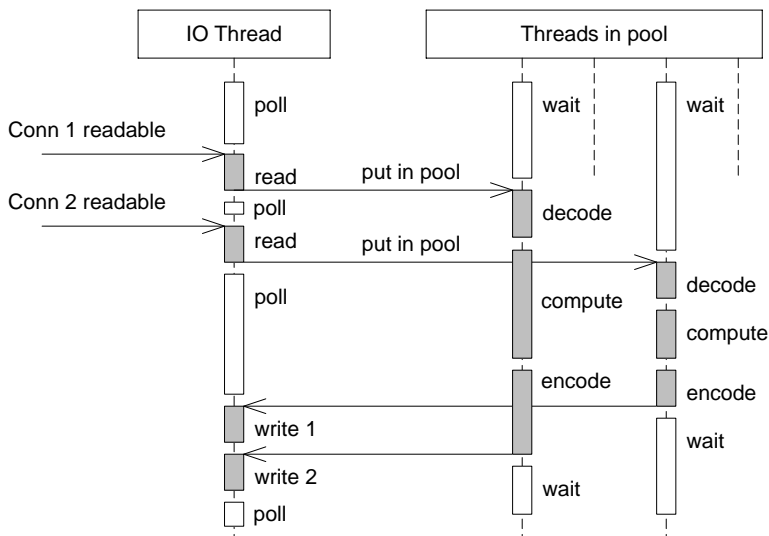 IO Thread
Threads in pool
poll
wait
wait
Conn 1 readable
read
put in pool
Conn 2 readable
poll
decode
read
put in pool
poll
compute
decode
compute
encode
encode
write 1
wait
write 2
wait
poll